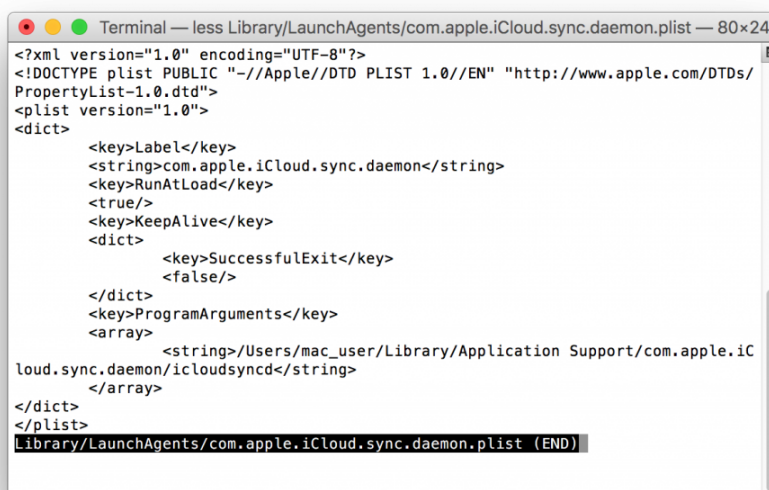 Terminal — less Library/LaunchAgents/com.apple.iCloud.sync.daemon.plist — 80×24
<?xml version="1.0" encoding="UTF-8"?>
<!DOCTYPE plist PUBLIC "-//Apple//DTD PLIST 1.0//EN" "http://www.apple.com/DTDs/
PropertyList-1.0.dtd">
<plist version="1.0">
<dict>
        <key>Label</key>
        <string>com.apple.iCloud.sync.daemon</string>
        <key>RunAtLoad</key>
        <true/>
        <key>KeepAlive</key>
        <dict>
                <key>SuccessfulExit</key>
                <false/>
        </dict>
        <key>ProgramArguments</key>
        <array>
                <string>/Users/mac_user/Library/Application Support/com.apple.iC
loud.sync.daemon/icloudsyncd</string>
        </array>
</dict>
</plist>
Library/LaunchAgents/com.apple.iCloud.sync.daemon.plist (END)